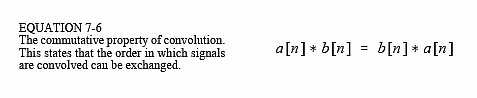 EQUATION 7-6
The commutative property of convolution.
This states that the order in which signals
are convolved can be exchanged.
a[n] * b[n] = b[n] * a[n]